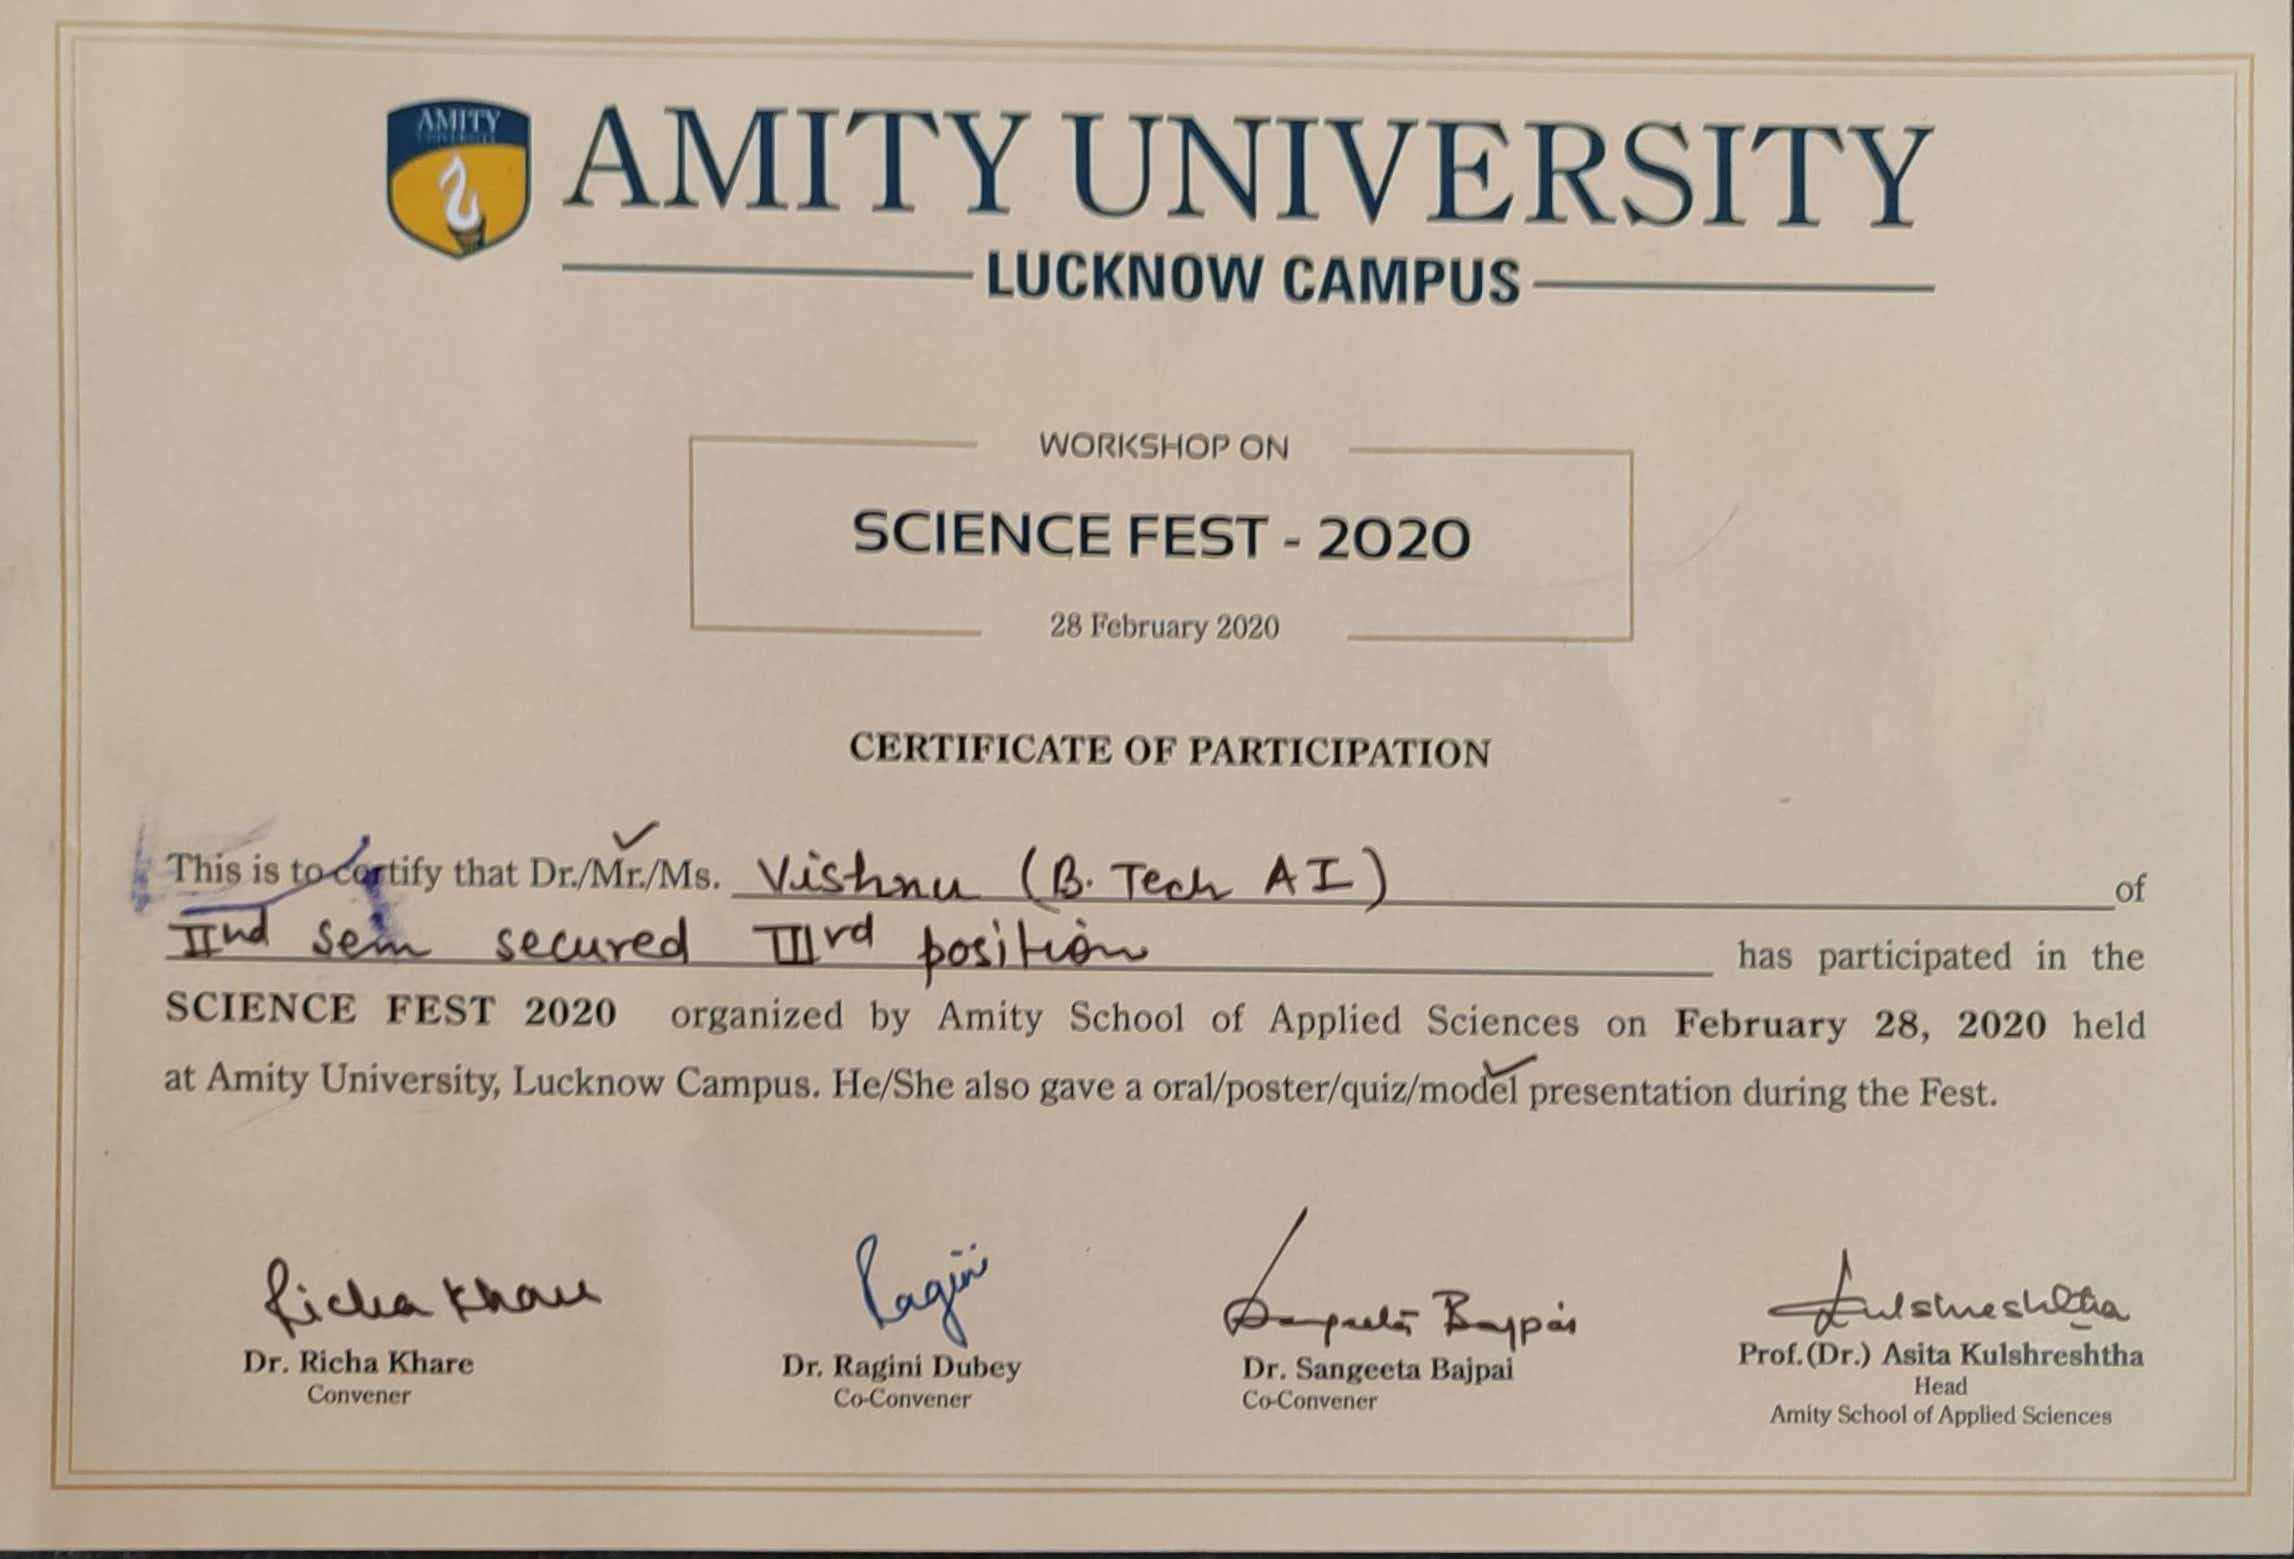 AMITY
UNIVERSITY
AMITY UNIVERSITY
LUCKNOW CAMPUS
WORKSHOP ON
SCIENCE FEST - 2020
28 February 2020
CERTIFICATE OF PARTICIPATION
This is to certify that Dr./Mr./Ms. Vishnu (B. Tech AI) of
IInd sem secured IIIrd position has participated in the
SCIENCE FEST 2020 organized by Amity School of Applied Sciences on February 28, 2020 held
at Amity University, Lucknow Campus. He/She also gave a oral/poster/quiz/model presentation during the Fest.
Richa Khare Ragini Sangeeta Bajpai Kulshreshtha
Dr. Richa Khare Dr. Ragini Dubey Dr. Sangeeta Bajpai Prof.(Dr.) Asita Kulshreshtha
Convener Co-Convener Co-Convener Head
Amity School of Applied Sciences